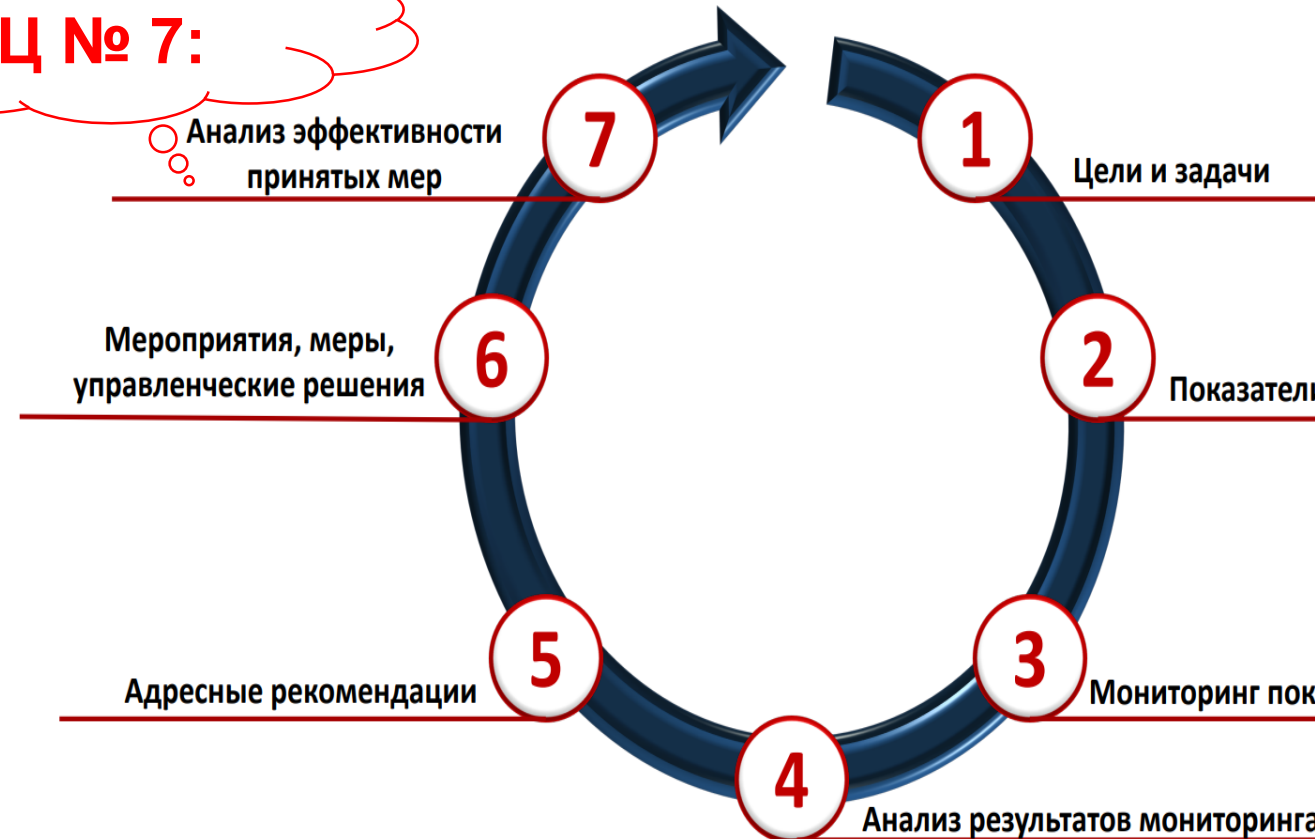 Ц № 7:
1
Цели и задачи
2
Показатели
3
Мониторинг пок
4
Анализ результатов мониторинга
5
Адресные рекомендации
6
Мероприятия, меры,
управленческие решения
7
Анализ эффективности
принятых мер